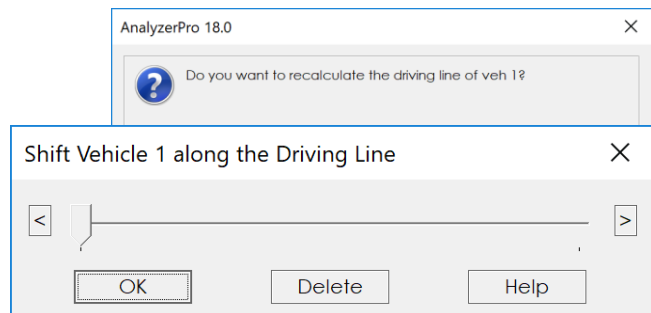 AnalyzerPro 18.0
Do you want to recalculate the driving line of veh 1?
Shift Vehicle 1 along the Driving Line
< >
OK Delete Help